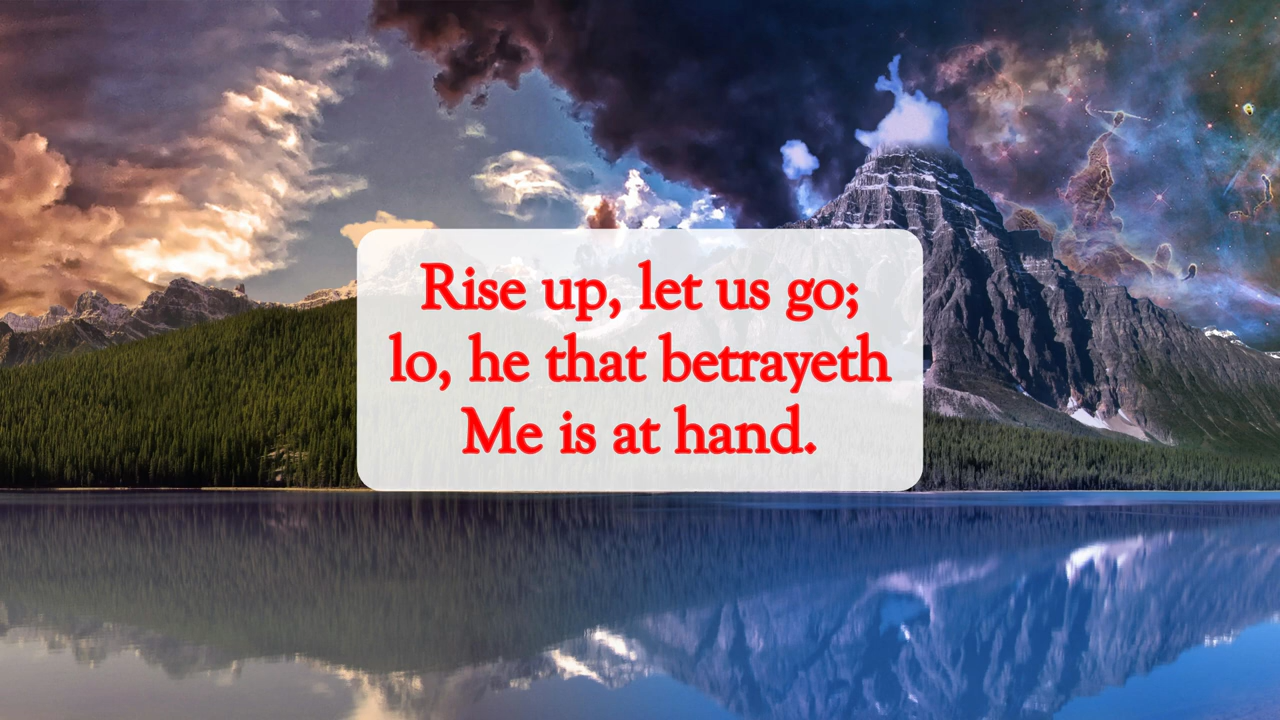 Rise up, let us go;
lo, he that betrayeth
Me is at hand.